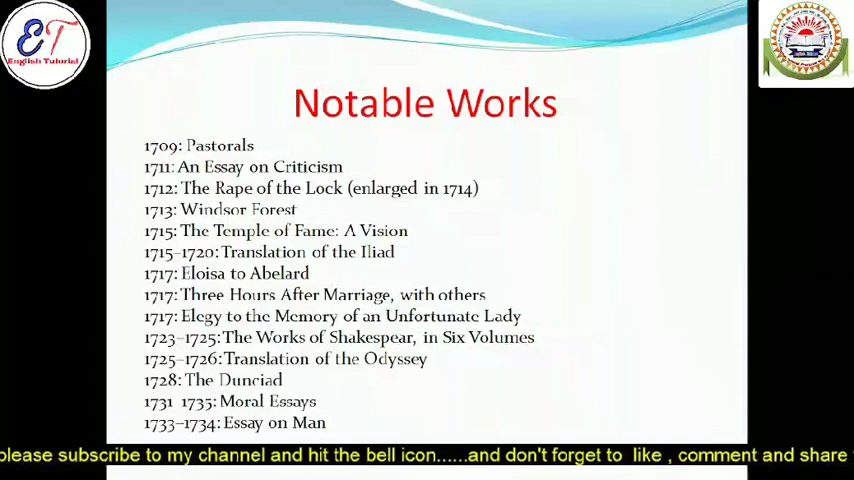 ET
English Tutorial
Notable Works
1709: Pastorals
1711: An Essay on Criticism
1712: The Rape of the Lock (enlarged in 1714)
1713: Windsor Forest
1715: The Temple of Fame: A Vision
1715–1720: Translation of the Iliad
1717: Eloisa to Abelard
1717: Three Hours After Marriage, with others
1717: Elegy to the Memory of an Unfortunate Lady
1723–1725: The Works of Shakespear, in Six Volumes
1725–1726: Translation of the Odyssey
1728: The Dunciad
1731 1735: Moral Essays
1733–1734: Essay on Man
please subscribe to my channel and hit the bell icon......and don't forget to like , comment and share